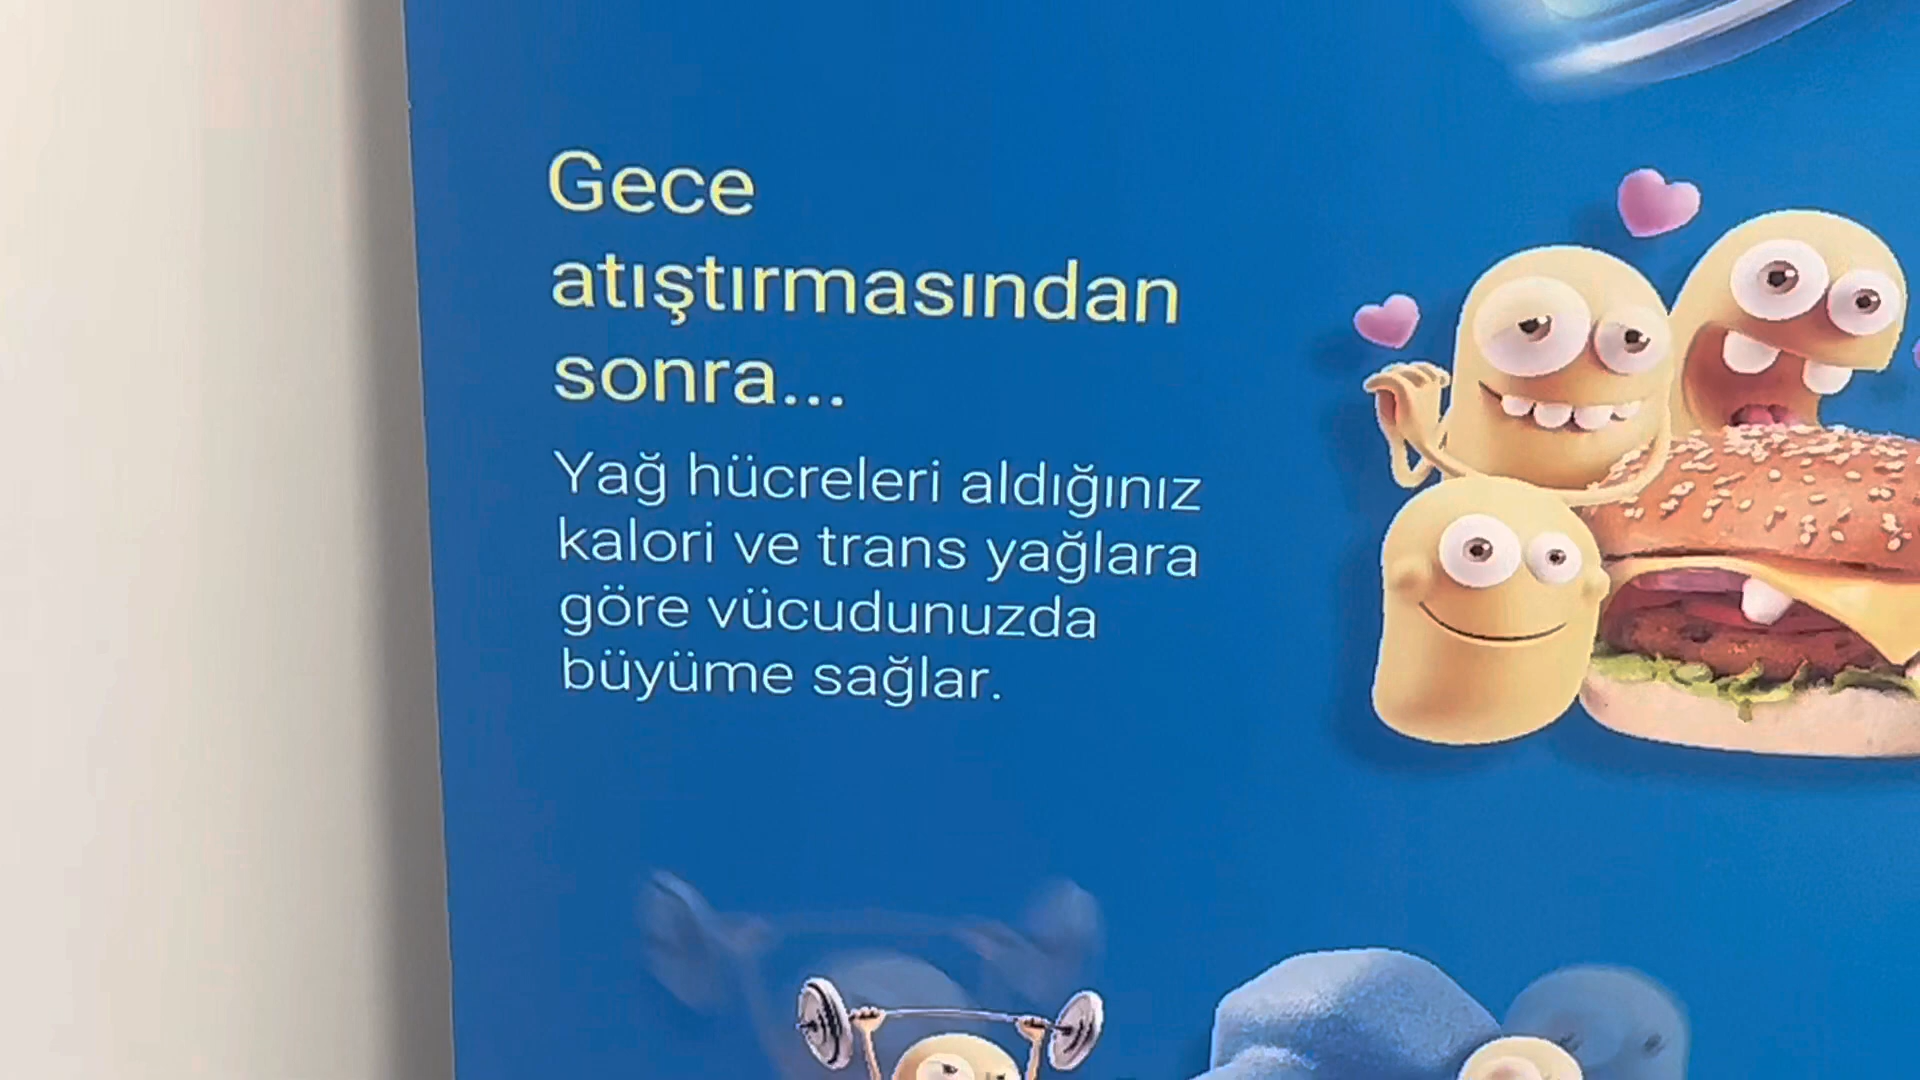 Gece
atıştırmasından
sonra...
Yağ hücreleri aldığınız
kalori ve trans yağlara
göre vücudunuzda
büyüme sağlar.